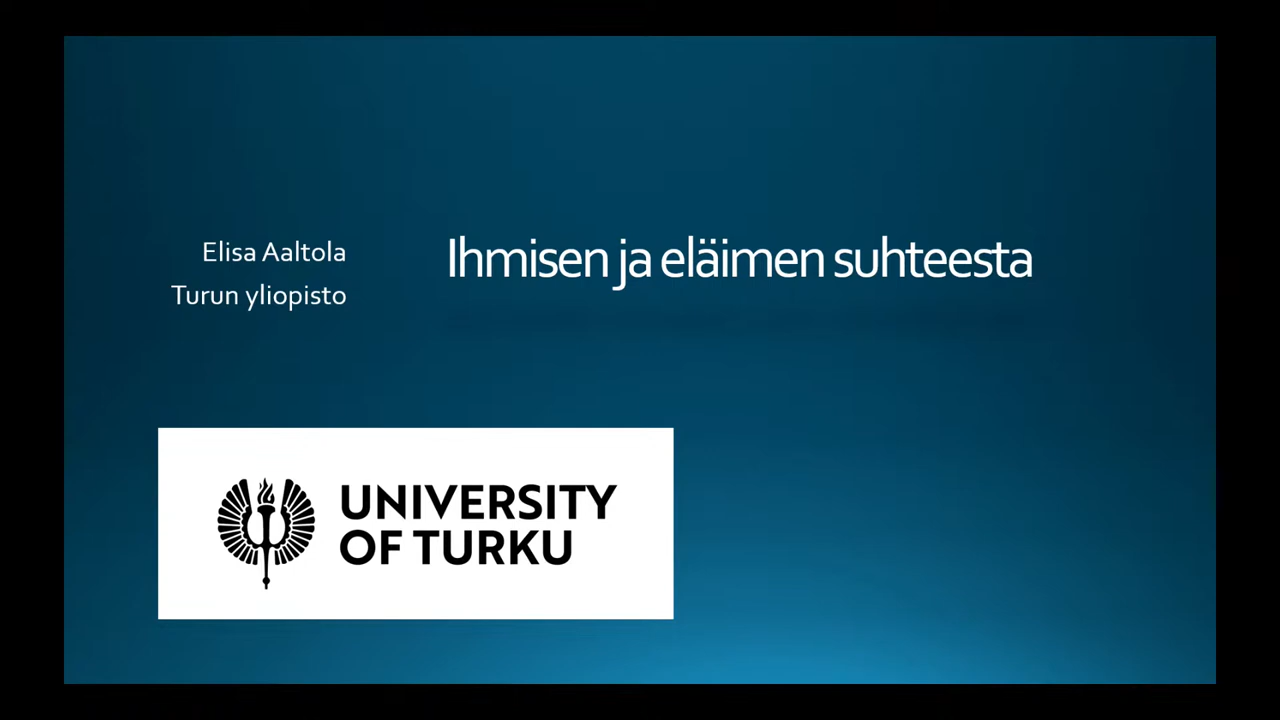 Elisa Aaltola
Turun yliopisto
Ihmisen ja eläimen suhteesta
UNIVERSITY
OF TURKU